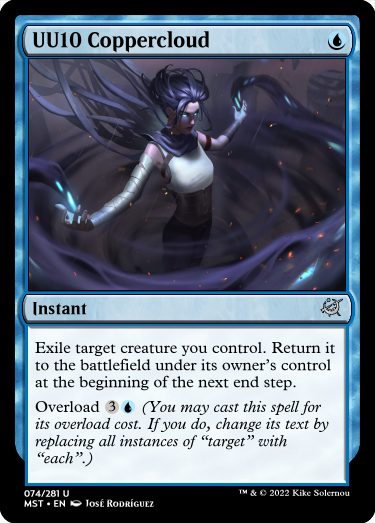 UU10 Coppercloud
Instant
Exile target creature you control. Return it
to the battlefield under its owner's control
at the beginning of the next end step.
Overload 3 (You may cast this spell for
its overload cost. If you do, change its text by
replacing all instances of “target” with
“each”.)
074/281 U
MST • EN José Rodríguez
™ & © 2022 Kike Solernou